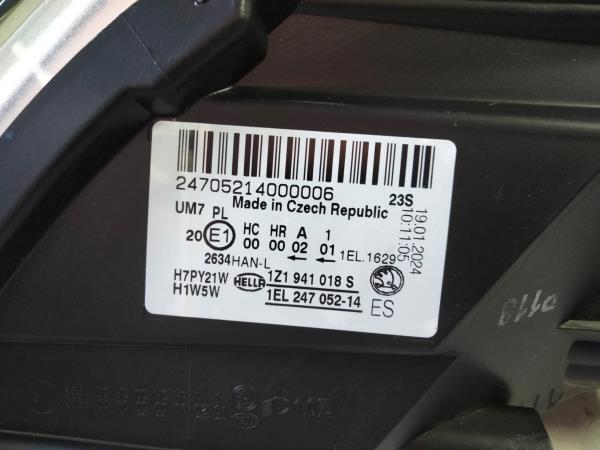 24705214000006
23S
Made in Czech Republic
UM7 PL
19.01.2024
10:11:05
20 E1 HC HR A 1
00 00 02 01
2634HAN-L 1EL.1629
H7PY21W HELLA 1Z1 941 018 S
H1W5W 1EL 247 052-14 ES
HELLA